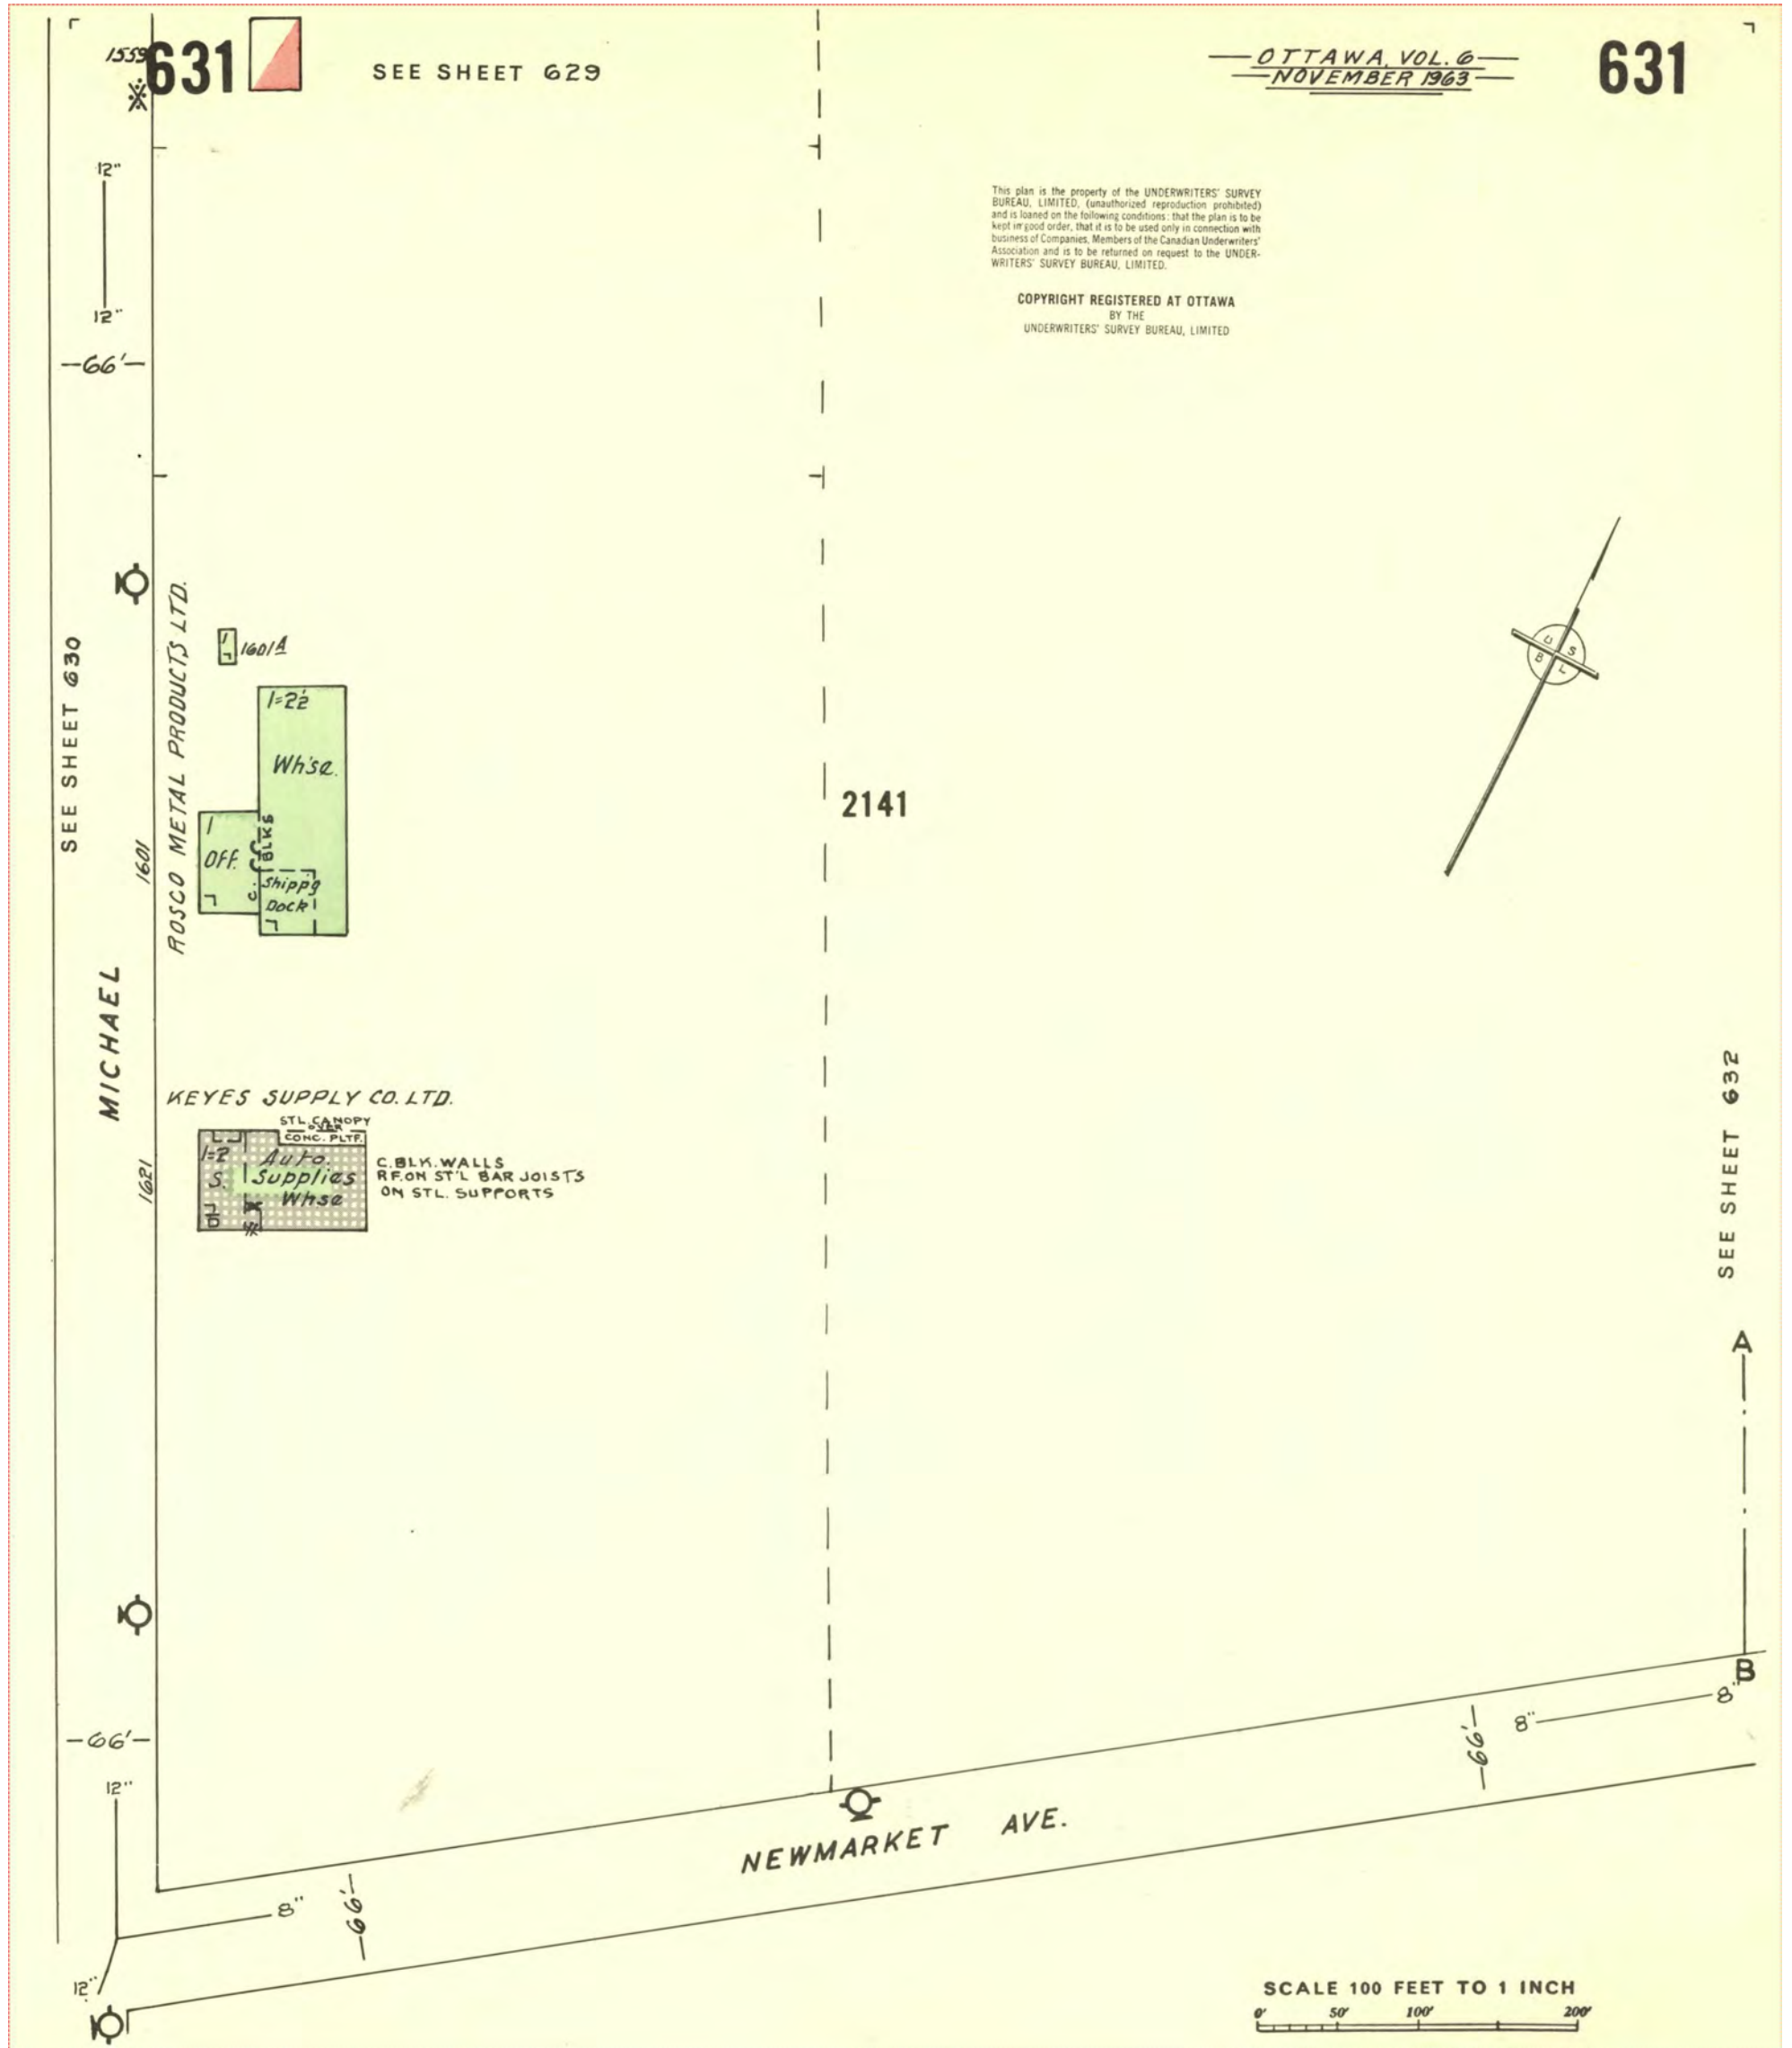 1559
631
SEE SHEET 629
OTTAWA, VOL. 6
NOVEMBER 1963
631
12"
12"
—66'—
This plan is the property of the UNDERWRITERS' SURVEY
BUREAU, LIMITED, (unauthorized reproduction prohibited)
and is loaned on the following conditions: that the plan is to be
kept in good order, that it is to be used only in connection with
business of Companies, Members of the Canadian Underwriters'
Association and is to be returned on request to the UNDER-
WRITERS' SURVEY BUREAU, LIMITED.
COPYRIGHT REGISTERED AT OTTAWA
BY THE
UNDERWRITERS' SURVEY BUREAU, LIMITED
U S
B L
SEE SHEET 630
ROSCO METAL PRODUCTS LTD.
1
1601A
1=2½
Wh'se.
1
OFF.
C. BLKS
Shipp'g
Dock
1601
2141
MICHAEL
KEYES SUPPLY CO. LTD.
STL. CANOPY
OVER
CONC. PLTF.
1=2
S.
Auto.
Supplies
Whse
C. BLK. WALLS
RF. ON ST'L BAR JOISTS
ON STL. SUPPORTS
1621
SEE SHEET 632
A
B
8"
8"
—66'—
—66'—
12"
NEWMARKET AVE.
8"
—66'—
12"
SCALE 100 FEET TO 1 INCH
0' 50' 100' 200'